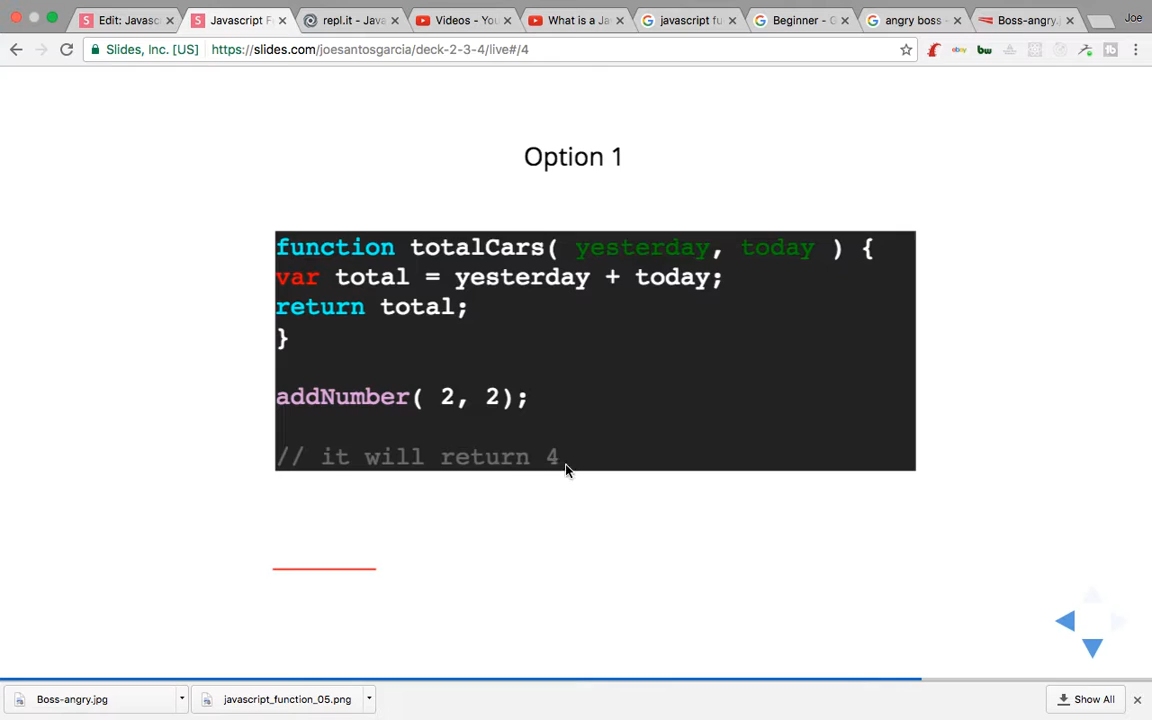 Edit: Javasc
Javascript F
repl.it - Java
Videos - You
What is a Ja
javascript fu
Beginner - G
angry boss -
Boss-angry.j
Joe
Slides, Inc. [US]
https://slides.com/joesantosgarcia/deck-2-3-4/live#/4
Option 1
function totalCars( yesterday, today ) {
var total = yesterday + today;
return total;
}
addNumber( 2, 2);
// it will return 4
Boss-angry.jpg
javascript_function_05.png
Show All